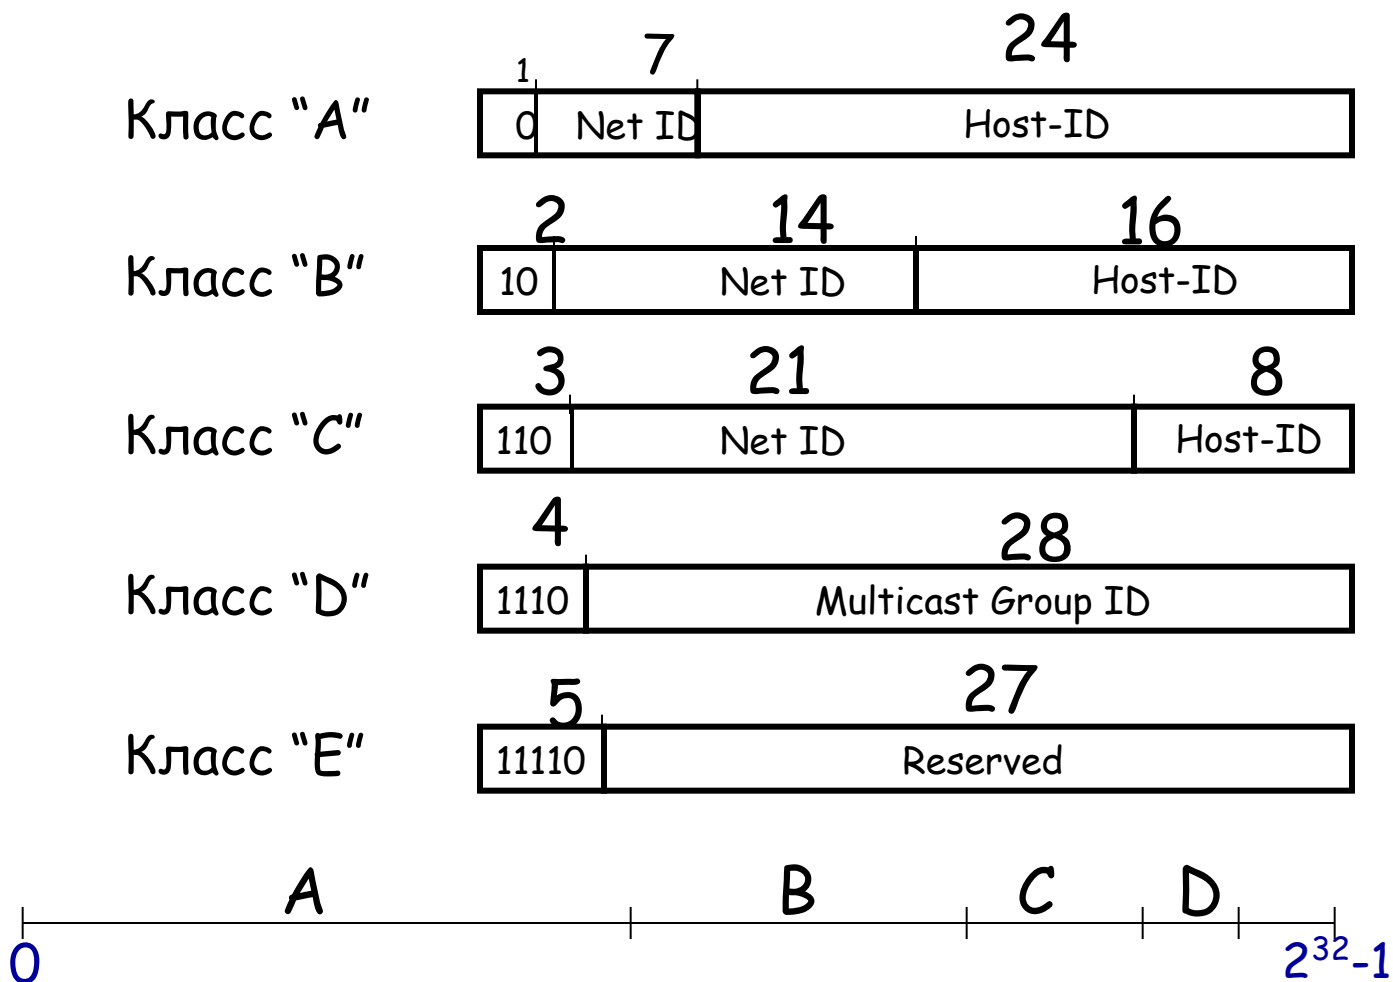 1 7 24
Класс “A” 0 Net ID Host-ID
2 14 16
Класс “B” 10 Net ID Host-ID
3 21 8
Класс “C” 110 Net ID Host-ID
4 28
Класс “D” 1110 Multicast Group ID
5 27
Класс “E” 11110 Reserved
A B C D
0 2³²-1